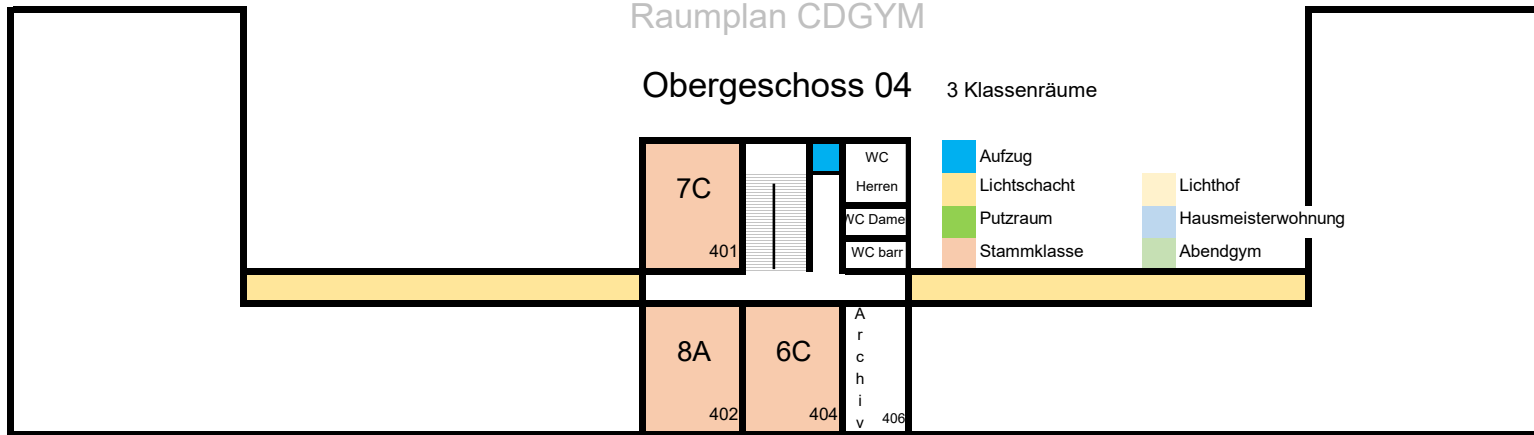 Raumplan CDGYM
Obergeschoss 04 3 Klassenräume
7C
401
WC
Herren
WC Dame
WC barr
Aufzug
Lichtschacht
Lichthof
Putzraum
Hausmeisterwohnung
Stammklasse
Abendgym
8A
402
6C
404
Archiv
406